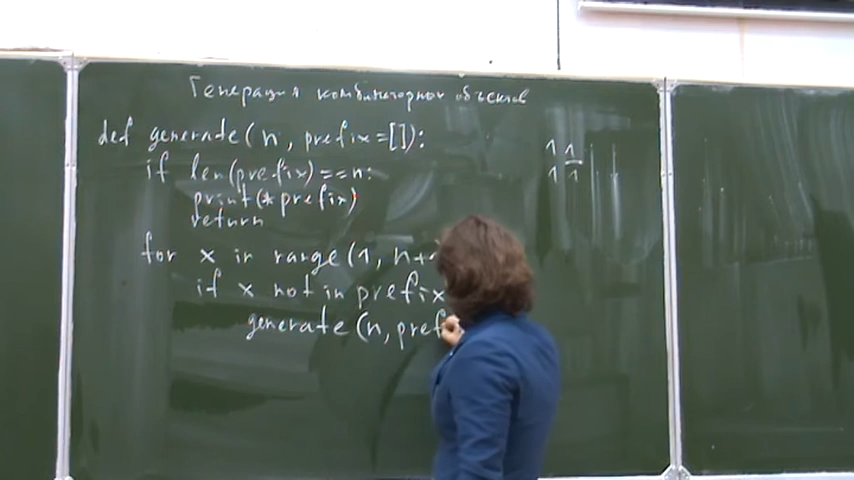 Генерация комбинаторных объектов
def generate(n, prefix=[]):
if len(prefix)==n:
print(*prefix)
return
for x in range(1, n+
if x not in prefix
generate(n, pref
1 1
1 1